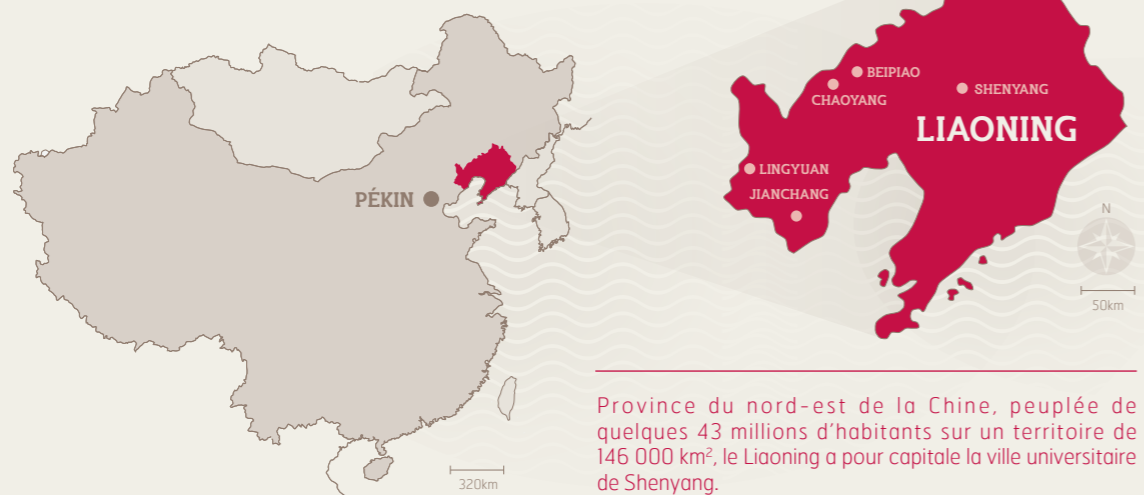 PÉKIN
320km
BEIPIAO
CHAOYANG
SHENYANG
LIAONING
LINGYUAN
JIANCHANG
N
50km
Province du nord-est de la Chine, peuplée de
quelques 43 millions d'habitants sur un territoire de
146 000 km², le Liaoning a pour capitale la ville universitaire
de Shenyang.